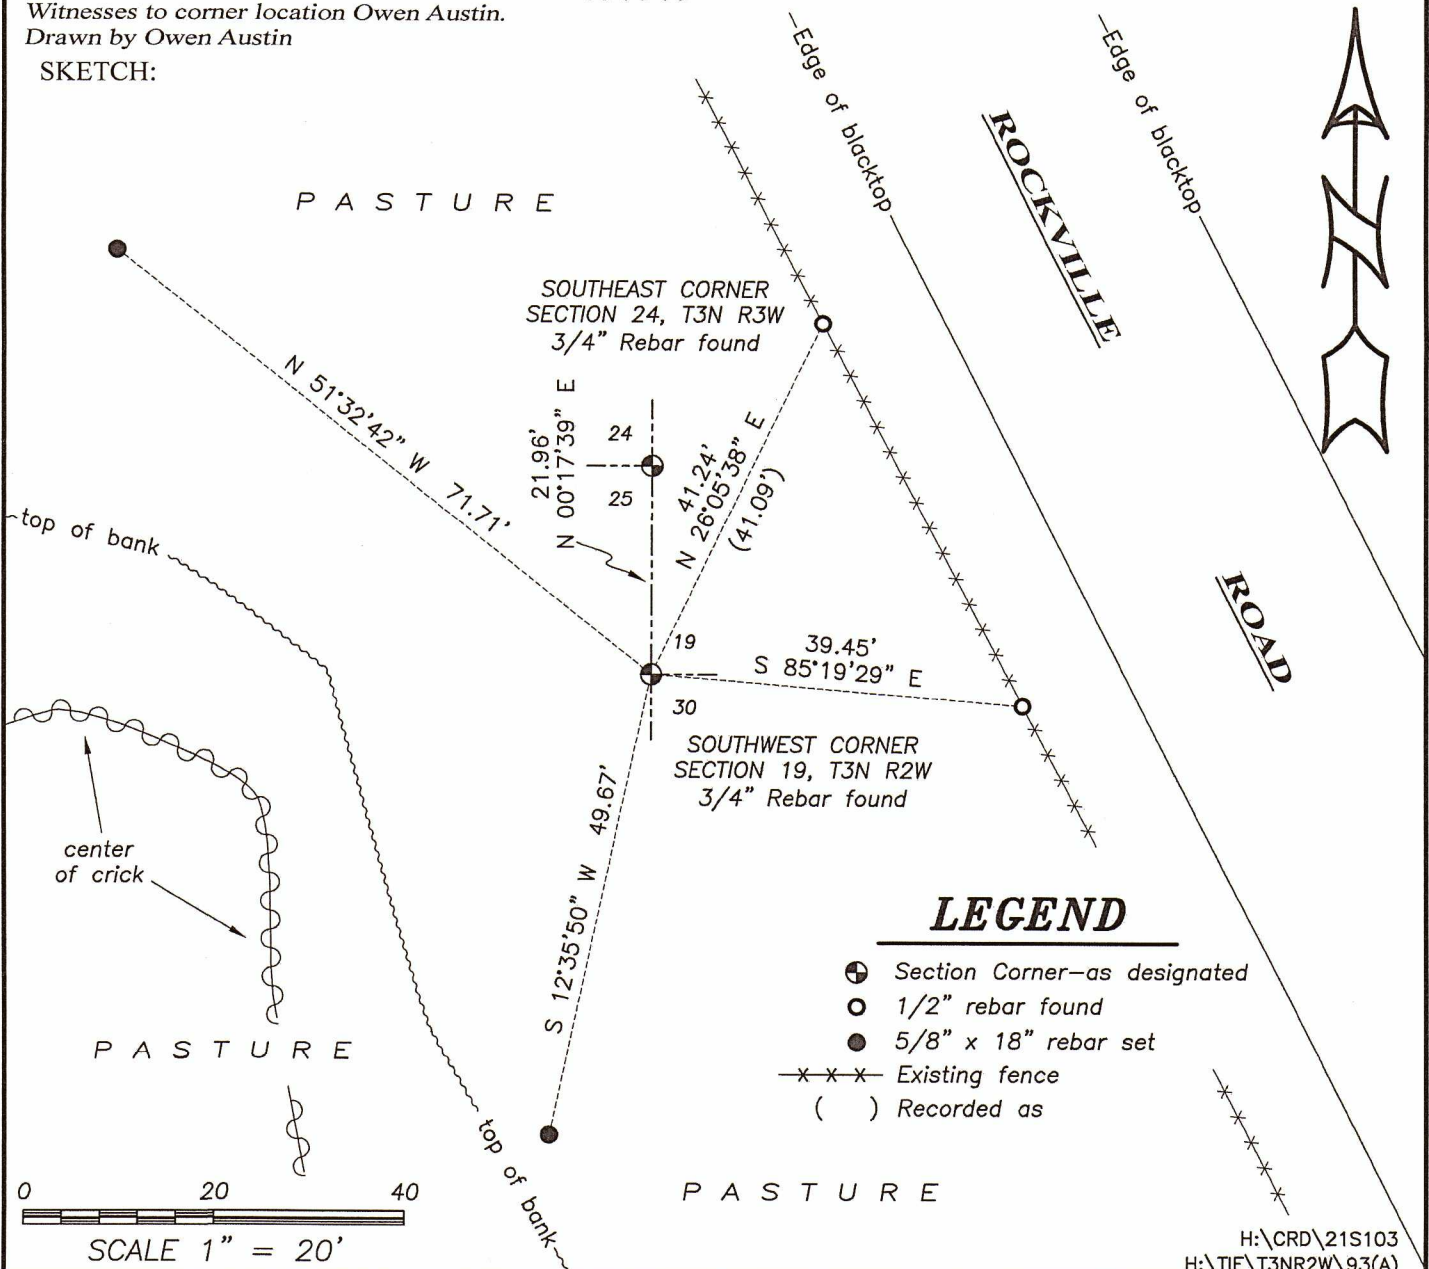 Witnesses to corner location Owen Austin.
Drawn by Owen Austin
SKETCH:
Edge of blacktop
Edge of blacktop
ROCKVILLE
ROAD
PASTURE
SOUTHEAST CORNER
SECTION 24, T3N R3W
3/4" Rebar found
N 51°32'42" W 71.71'
21.96'
N 00°17'39" E
24
25
41.24'
N 26°05'38" E
(41.09')
top of bank
19
30
39.45'
S 85°19'29" E
SOUTHWEST CORNER
SECTION 19, T3N R2W
3/4" Rebar found
S 12°35'50" W 49.67'
center
of crick
PASTURE
top of bank
PASTURE
LEGEND
Section Corner-as designated
1/2" rebar found
5/8" x 18" rebar set
Existing fence
( ) Recorded as
0 20 40
SCALE 1" = 20'
N
H:\CRD\21S103
H:\TIF\T3NR2W\93(A)